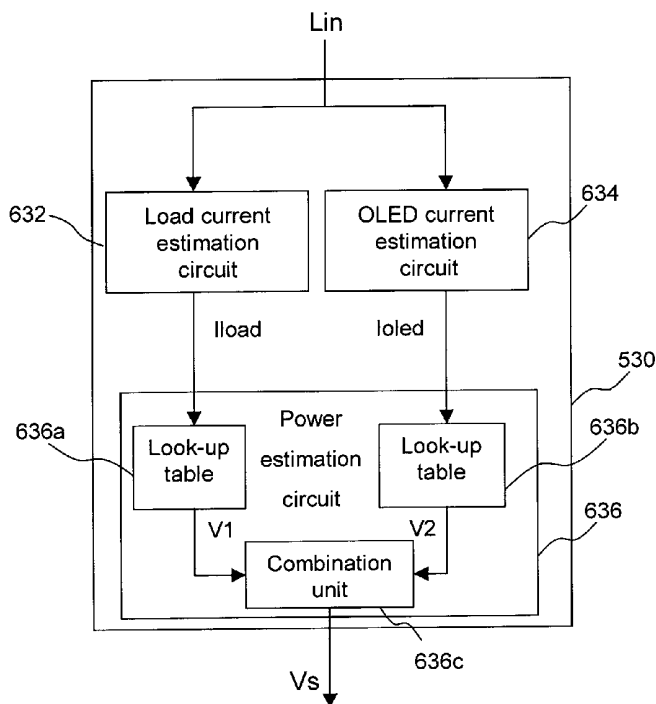 Lin
632
Load current
estimation
circuit
OLED current
estimation
circuit
634
Iload
Ioled
530
636a
Look-up
table
Power
estimation
circuit
Look-up
table
636b
V1
V2
636
Combination
unit
636c
Vs